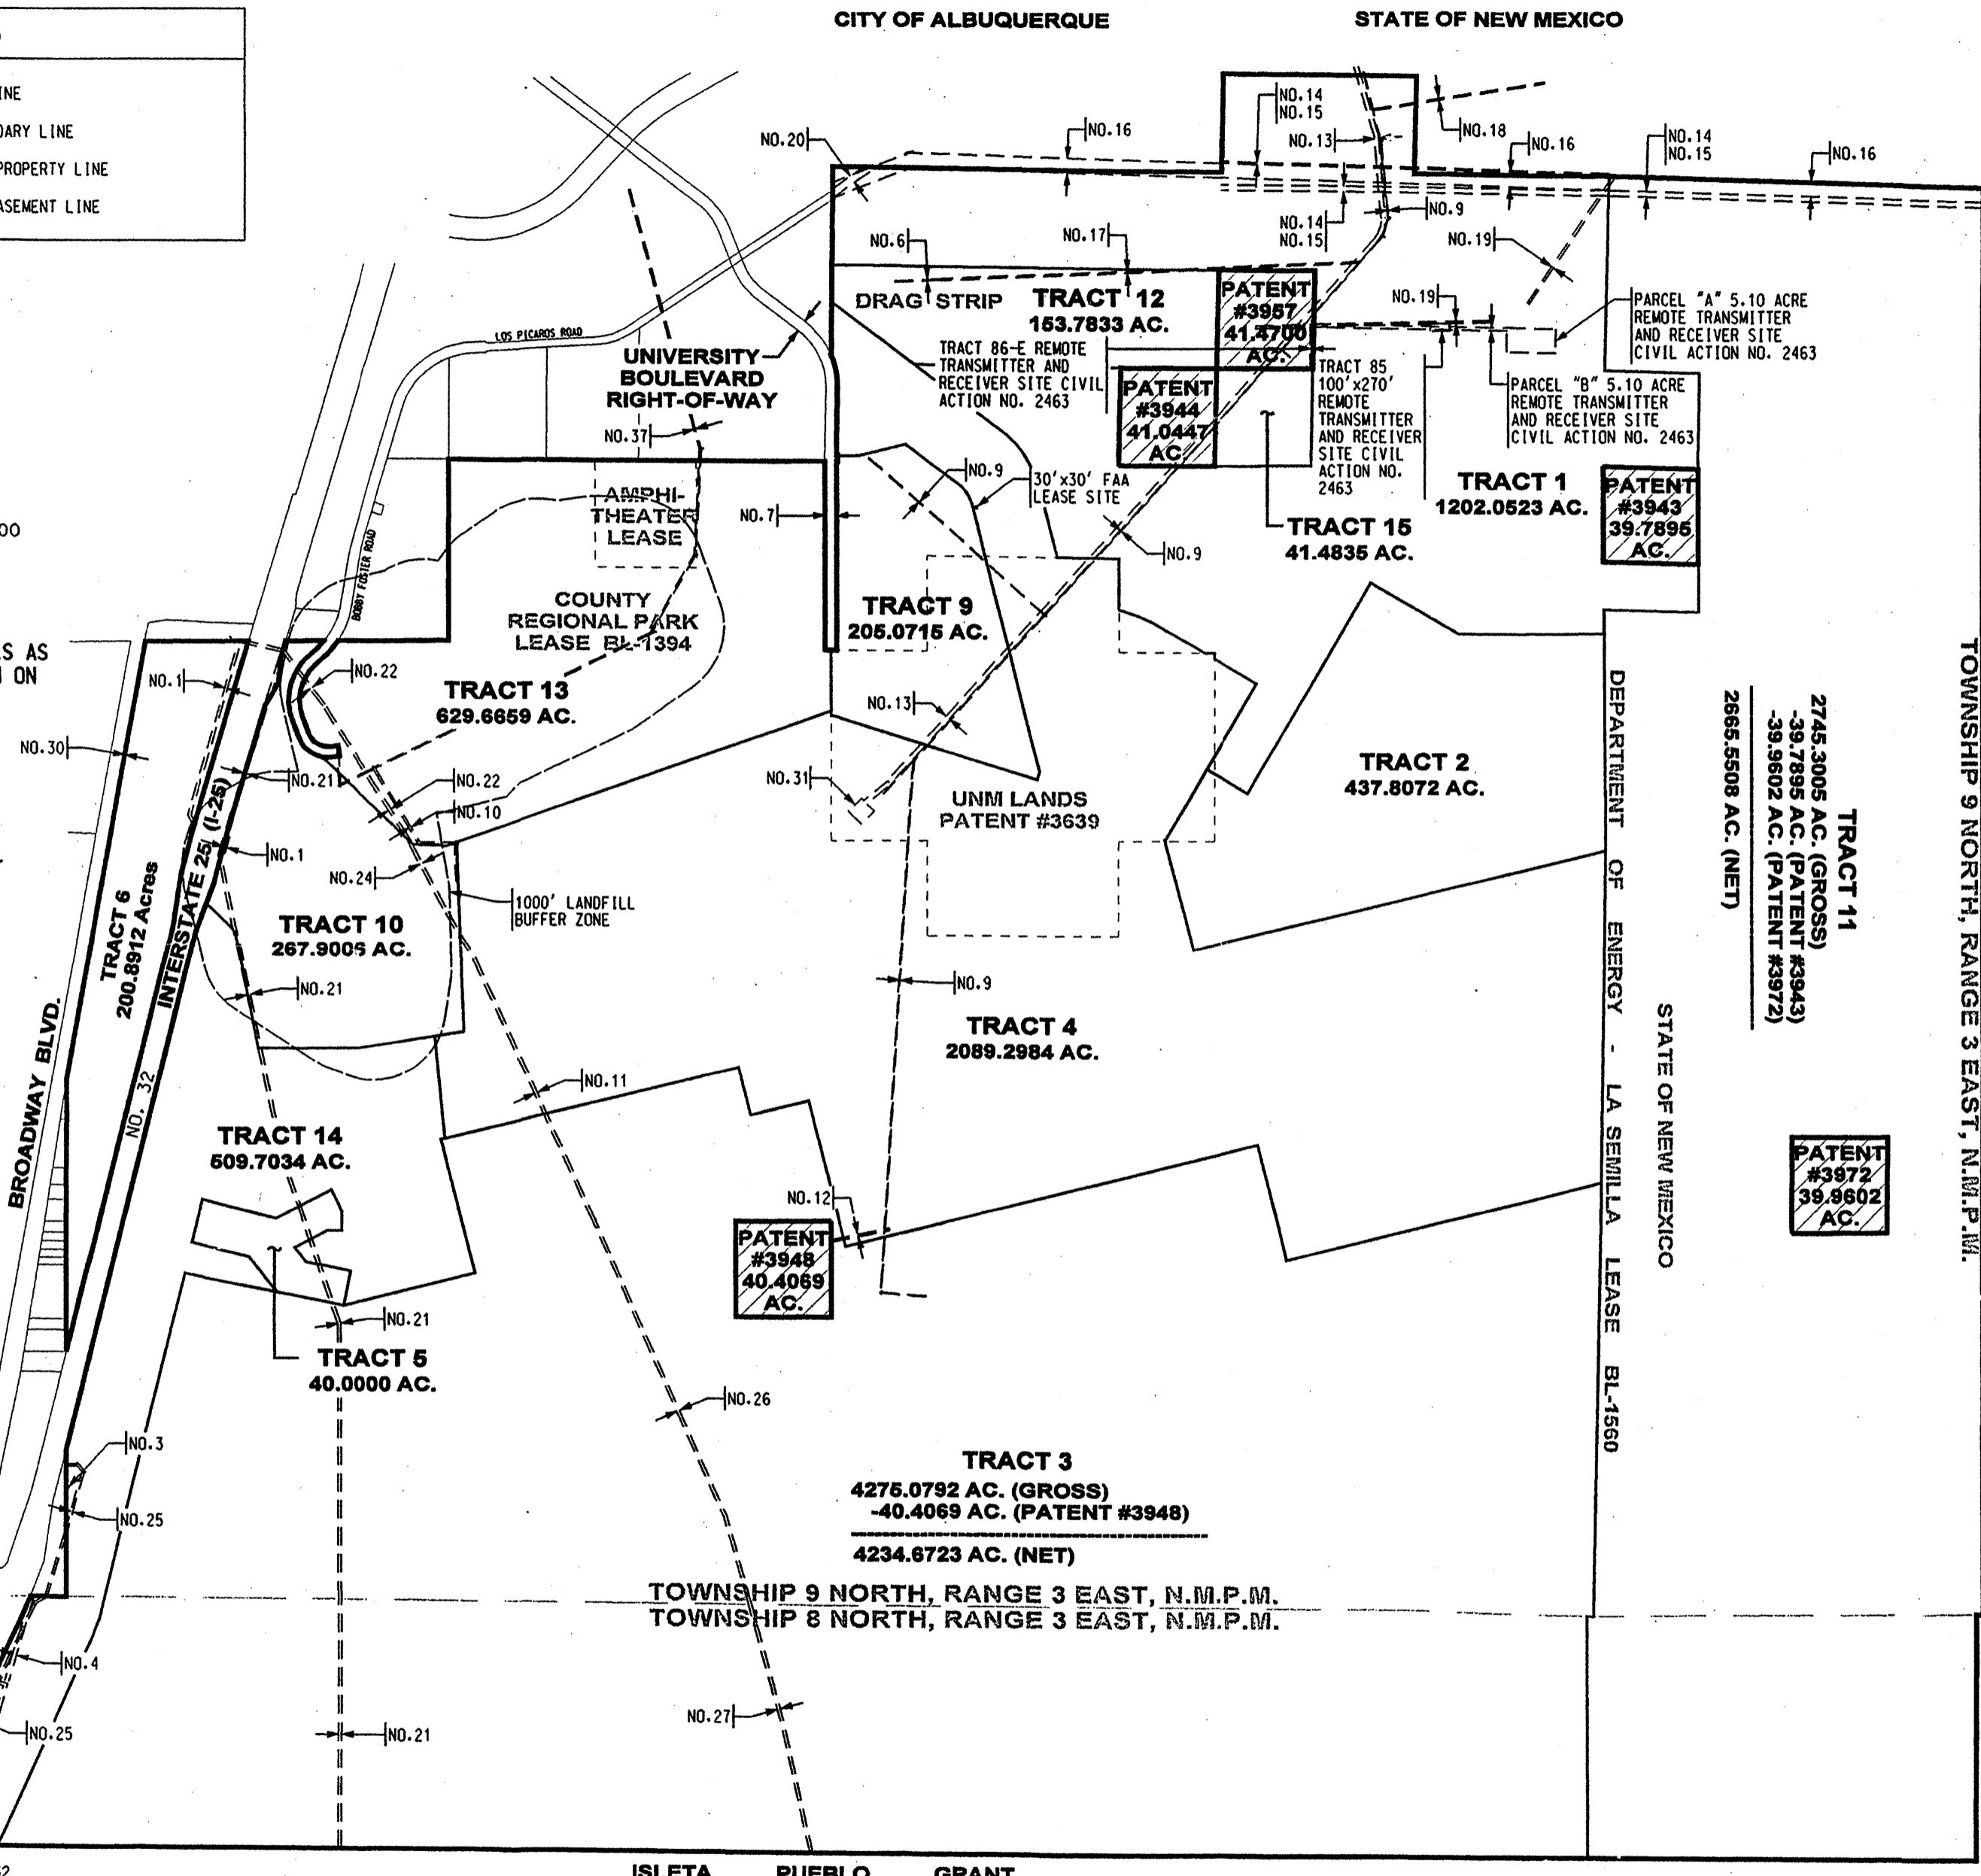 CITY OF ALBUQUERQUE
STATE OF NEW MEXICO
INE
DARY LINE
PROPERTY LINE
ASEMENT LINE
NO.20
NO.16
NO.14
NO.15
NO.13
NO.18
NO.16
NO.14
NO.15
NO.16
NO.9
NO.14
NO.15
NO.6
NO.17
NO.19
DRAG STRIP
TRACT 12
153.7833 AC.
PATENT
#3957
41.4700
AC.
NO.19
PARCEL "A" 5.10 ACRE
REMOTE TRANSMITTER
AND RECEIVER SITE
CIVIL ACTION NO. 2463
LOS PICAROS ROAD
UNIVERSITY
BOULEVARD
RIGHT-OF-WAY
TRACT 86-E REMOTE
TRANSMITTER AND
RECEIVER SITE CIVIL
ACTION NO. 2463
TRACT 85
100'x270'
REMOTE
TRANSMITTER
AND RECEIVER
SITE CIVIL
ACTION NO.
2463
PARCEL "B" 5.10 ACRE
REMOTE TRANSMITTER
AND RECEIVER SITE
CIVIL ACTION NO. 2463
PATENT
#3944
41.0447
AC.
NO.37
NO.9
30'x30' FAA
LEASE SITE
TRACT 1
1202.0523 AC.
PATENT
#3943
39.7895
AC.
AMPHI-
THEATER
LEASE
NO.7
TRACT 15
41.4835 AC.
NO.9
00
BOBBY FOSTER ROAD
COUNTY
REGIONAL PARK
LEASE BL-1394
TRACT 9
205.0715 AC.
S AS
ON
NO.1
NO.22
TRACT 13
629.6659 AC.
NO.13
NO.30
NO.21
NO.22
NO.10
NO.31
UNM LANDS
PATENT #3639
TRACT 2
437.8072 AC.
DEPARTMENT OF ENERGY - LA SEMILLA LEASE BL-1560
STATE OF NEW MEXICO
TRACT 11
2745.3005 AC. (GROSS)
-39.7895 AC. (PATENT #3943)
-39.9602 AC. (PATENT #3972)
2665.5508 AC. (NET)
TOWNSHIP 9 NORTH, RANGE 3 EAST, N.M.P.M.
NO.1
NO.24
1000' LANDFILL
BUFFER ZONE
TRACT 6
200.8912 Acres
INTERSTATE 25 (I-25)
TRACT 10
267.9006 AC.
NO.21
NO.9
BROADWAY BLVD.
NO. 32
TRACT 4
2089.2984 AC.
NO.11
TRACT 14
509.7034 AC.
PATENT
#3972
39.9602
AC.
NO.12
PATENT
#3948
40.4069
AC.
NO.21
TRACT 5
40.0000 AC.
NO.26
NO.3
NO.25
TRACT 3
4275.0792 AC. (GROSS)
-40.4069 AC. (PATENT #3948)
4234.6723 AC. (NET)
TOWNSHIP 9 NORTH, RANGE 3 EAST, N.M.P.M.
TOWNSHIP 8 NORTH, RANGE 3 EAST, N.M.P.M.
NO.4
NO.25
NO.21
NO.27
ISLETA PUEBLO GRANT